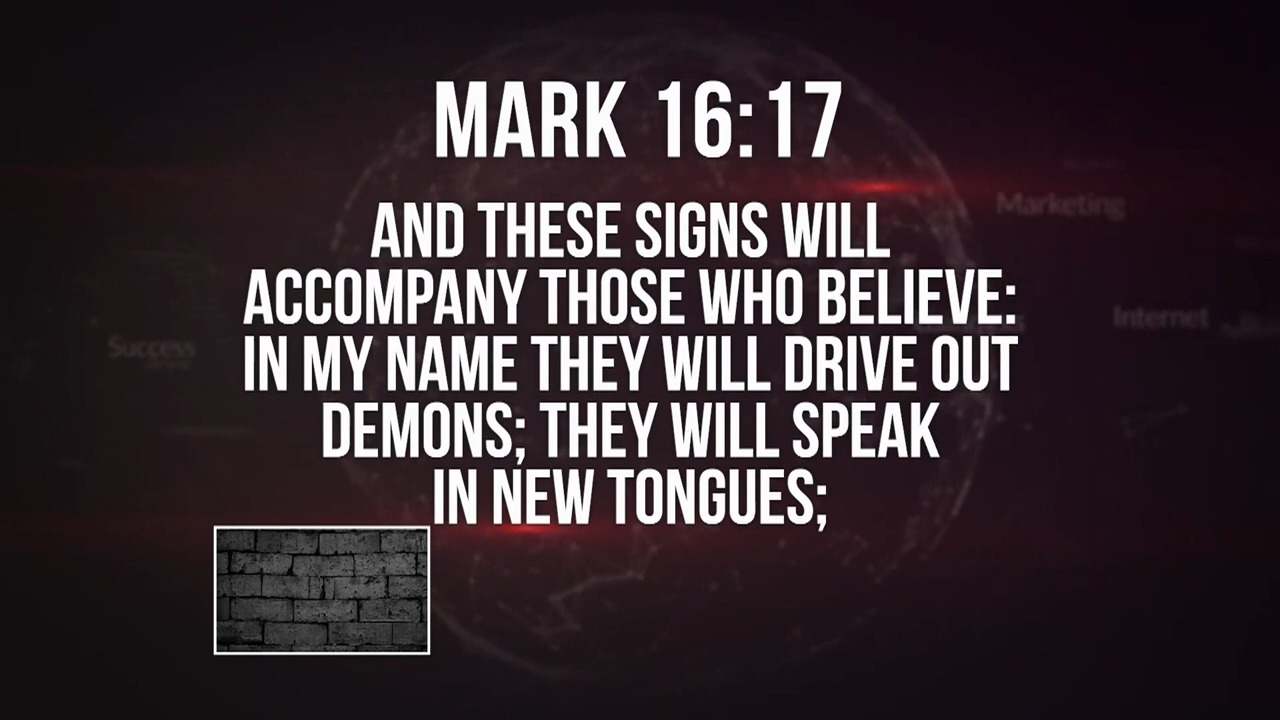 MARK 16:17
AND THESE SIGNS WILL
ACCOMPANY THOSE WHO BELIEVE:
IN MY NAME THEY WILL DRIVE OUT
DEMONS; THEY WILL SPEAK
IN NEW TONGUES;
Marketing
Internet
Success